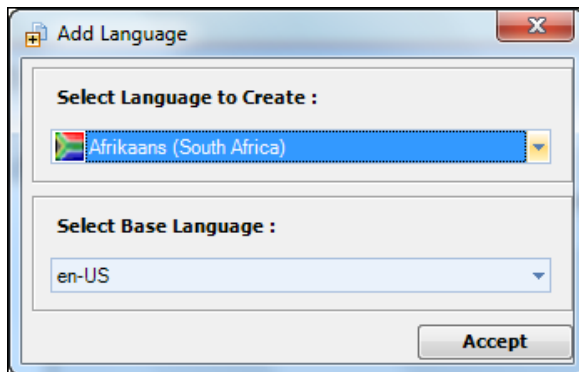 Add Language
Select Language to Create :
Afrikaans (South Africa)
Select Base Language :
en-US
Accept